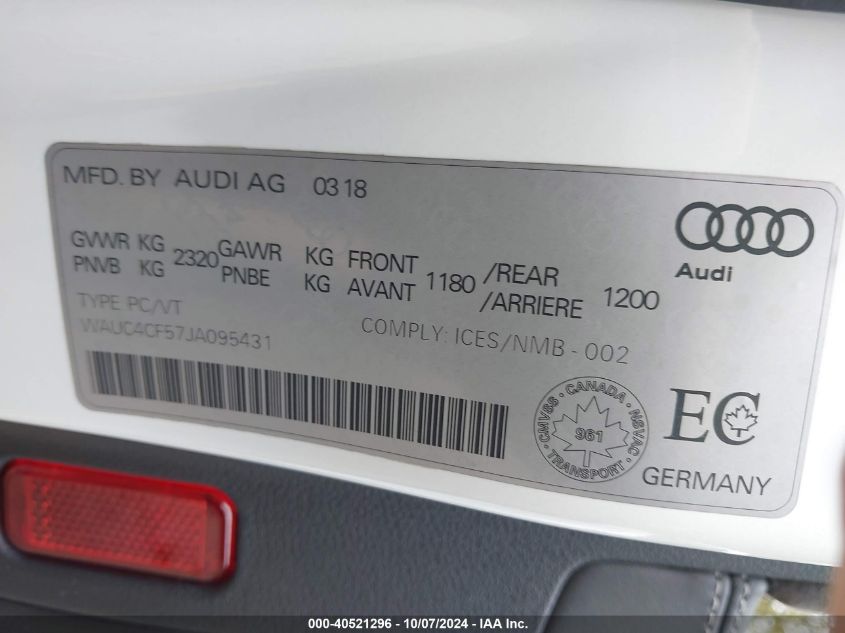 MFD. BY AUDI AG 0318
Audi
GVWR KG 2320 GAWR KG FRONT 1180 /REAR 1200
PNVB KG PNBE KG AVANT /ARRIERE
TYPE PC/VT
WAUC4CF57JA095431
COMPLY: ICES/NMB - 002
CMVSS · CANADA · NSVAC · TRANSPORT ·
961
EC
GERMANY
000-40521296 - 10/07/2024 - IAA Inc.